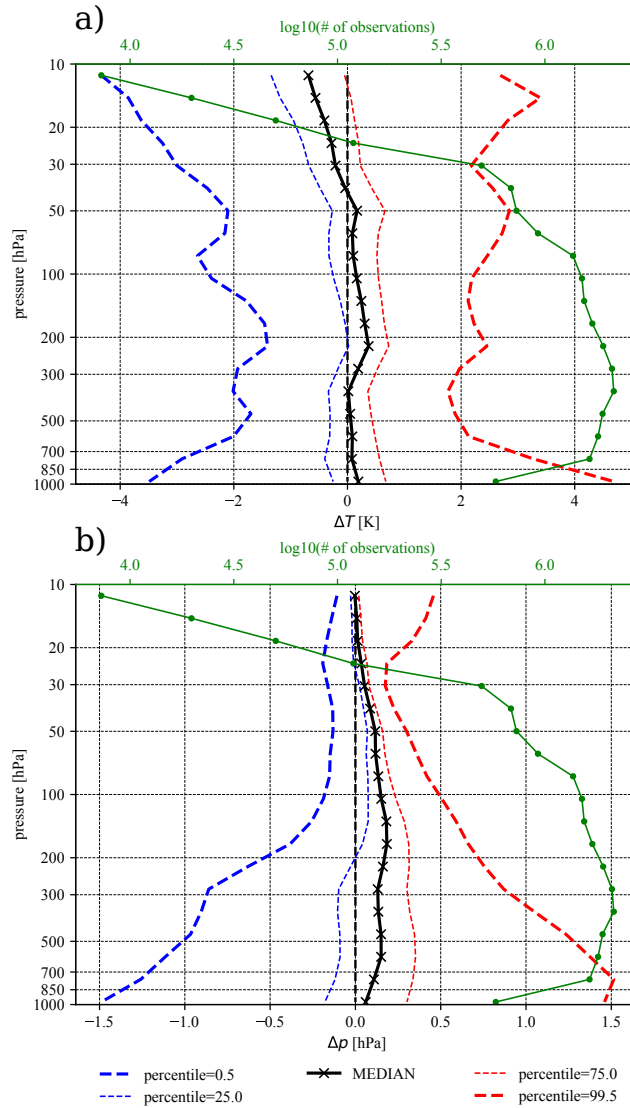 a)
log10(# of observations)
4.0 4.5 5.0 5.5 6.0
10
20
30
50
100
200
300
500
700
850
1000
pressure [hPa]
−4 −2 0 2 4
ΔT [K]
b)
log10(# of observations)
4.0 4.5 5.0 5.5 6.0
10
20
30
50
100
200
300
500
700
850
1000
pressure [hPa]
−1.5 −1.0 −0.5 0.0 0.5 1.0 1.5
Δp [hPa]
percentile=0.5 MEDIAN percentile=75.0
percentile=25.0 percentile=99.5